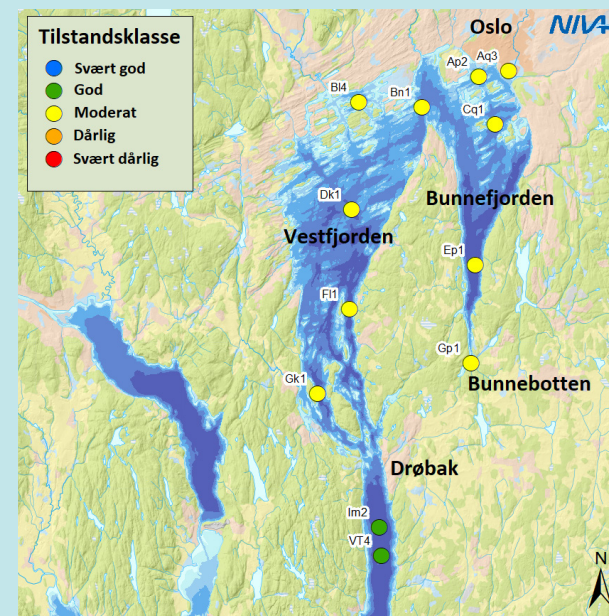 Tilstandsklasse
Svært god
God
Moderat
Dårlig
Svært dårlig
Oslo
NIVA
Ap2
Aq3
Bl4
Bn1
Cq1
Dk1
Bunnefjorden
Vestfjorden
Ep1
Fl1
Gp1
Gk1
Bunnebotten
Drøbak
Im2
VT4
N